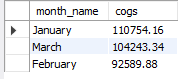 month_name cogs
January 110754.16
March 104243.34
February 92589.88